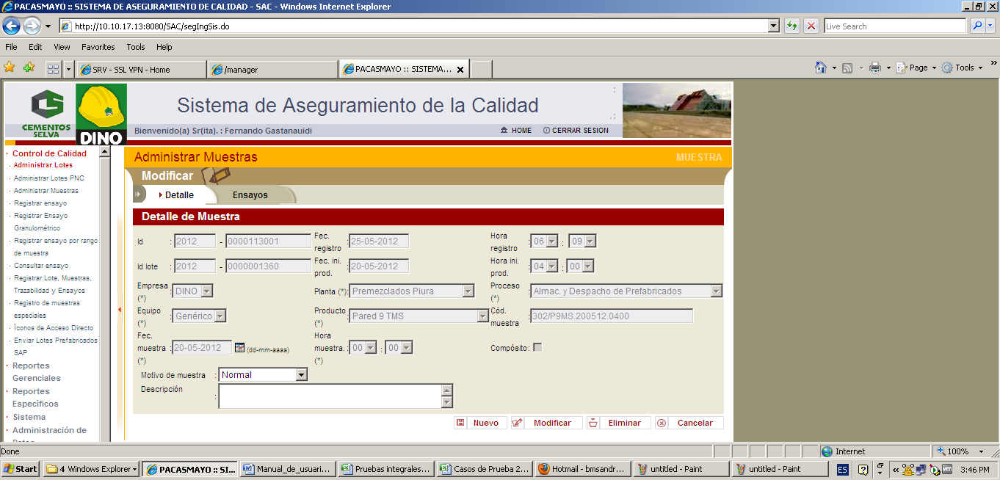 PACASMAYO :: SISTEMA DE ASEGURAMIENTO DE CALIDAD - SAC - Windows Internet Explorer
http://10.10.17.13:8080/SAC/segIngSis.do
Live Search
File Edit View Favorites Tools Help
SRV - SSL VPN - Home
/manager
PACASMAYO :: SISTEMA...
Page
Tools
CEMENTOS
SELVA
DINO
Sistema de Aseguramiento de la Calidad
Bienvenido(a) Sr(ita). : Fernando Gastanauidi
HOME
CERRAR SESION
· Control de Calidad
· Administrar Lotes
· Administrar Lotes PNC
· Administrar Muestras
· Registrar ensayo
· Registrar Ensayo
Granulométrico
· Registrar ensayo por rango
de muestra
· Consultar ensayo
· Registrar Lote, Muestras,
Trazabilidad y Ensayos
· Registro de muestras
especiales
· Íconos de Acceso Directo
· Enviar Lotes Prefabricados
SAP
· Reportes
Gerenciales
· Reportes
Específicos
· Sistema
· Administración de
Datos
Administrar Muestras
MUESTRA
Modificar
Detalle
Ensayos
Detalle de Muestra
Id : 2012 - 0000113001
Fec.
registro : 25-05-2012
Hora
registro : 06 : 09
Id lote : 2012 - 0000001360
Fec. ini.
prod. : 20-05-2012
Hora ini.
prod. : 04 : 00
Empresa
(*) : DINO
Planta (*): Premezclados Piura
Proceso
(*) : Almac. y Despacho de Prefabricados
Equipo
(*) : Genérico
Producto
(*) : Pared 9 TMS
Cód.
muestra : 302/P9MS.200512.0400
Fec.
muestra : 20-05-2012 (dd-mm-aaaa)
(*)
Hora
muestra. : 00 : 00
(*)
Compósito :
Motivo de muestra : Normal
Descripción :
Nuevo
Modificar
Eliminar
Cancelar
Done
Internet
100%
Start
4 Windows Explorer
PACASMAYO :: SI...
Manual_de_usuari...
Pruebas integrales...
Casos de Prueba 2...
Hotmail - bmsandr...
untitled - Paint
untitled - Paint
ES
3:46 PM